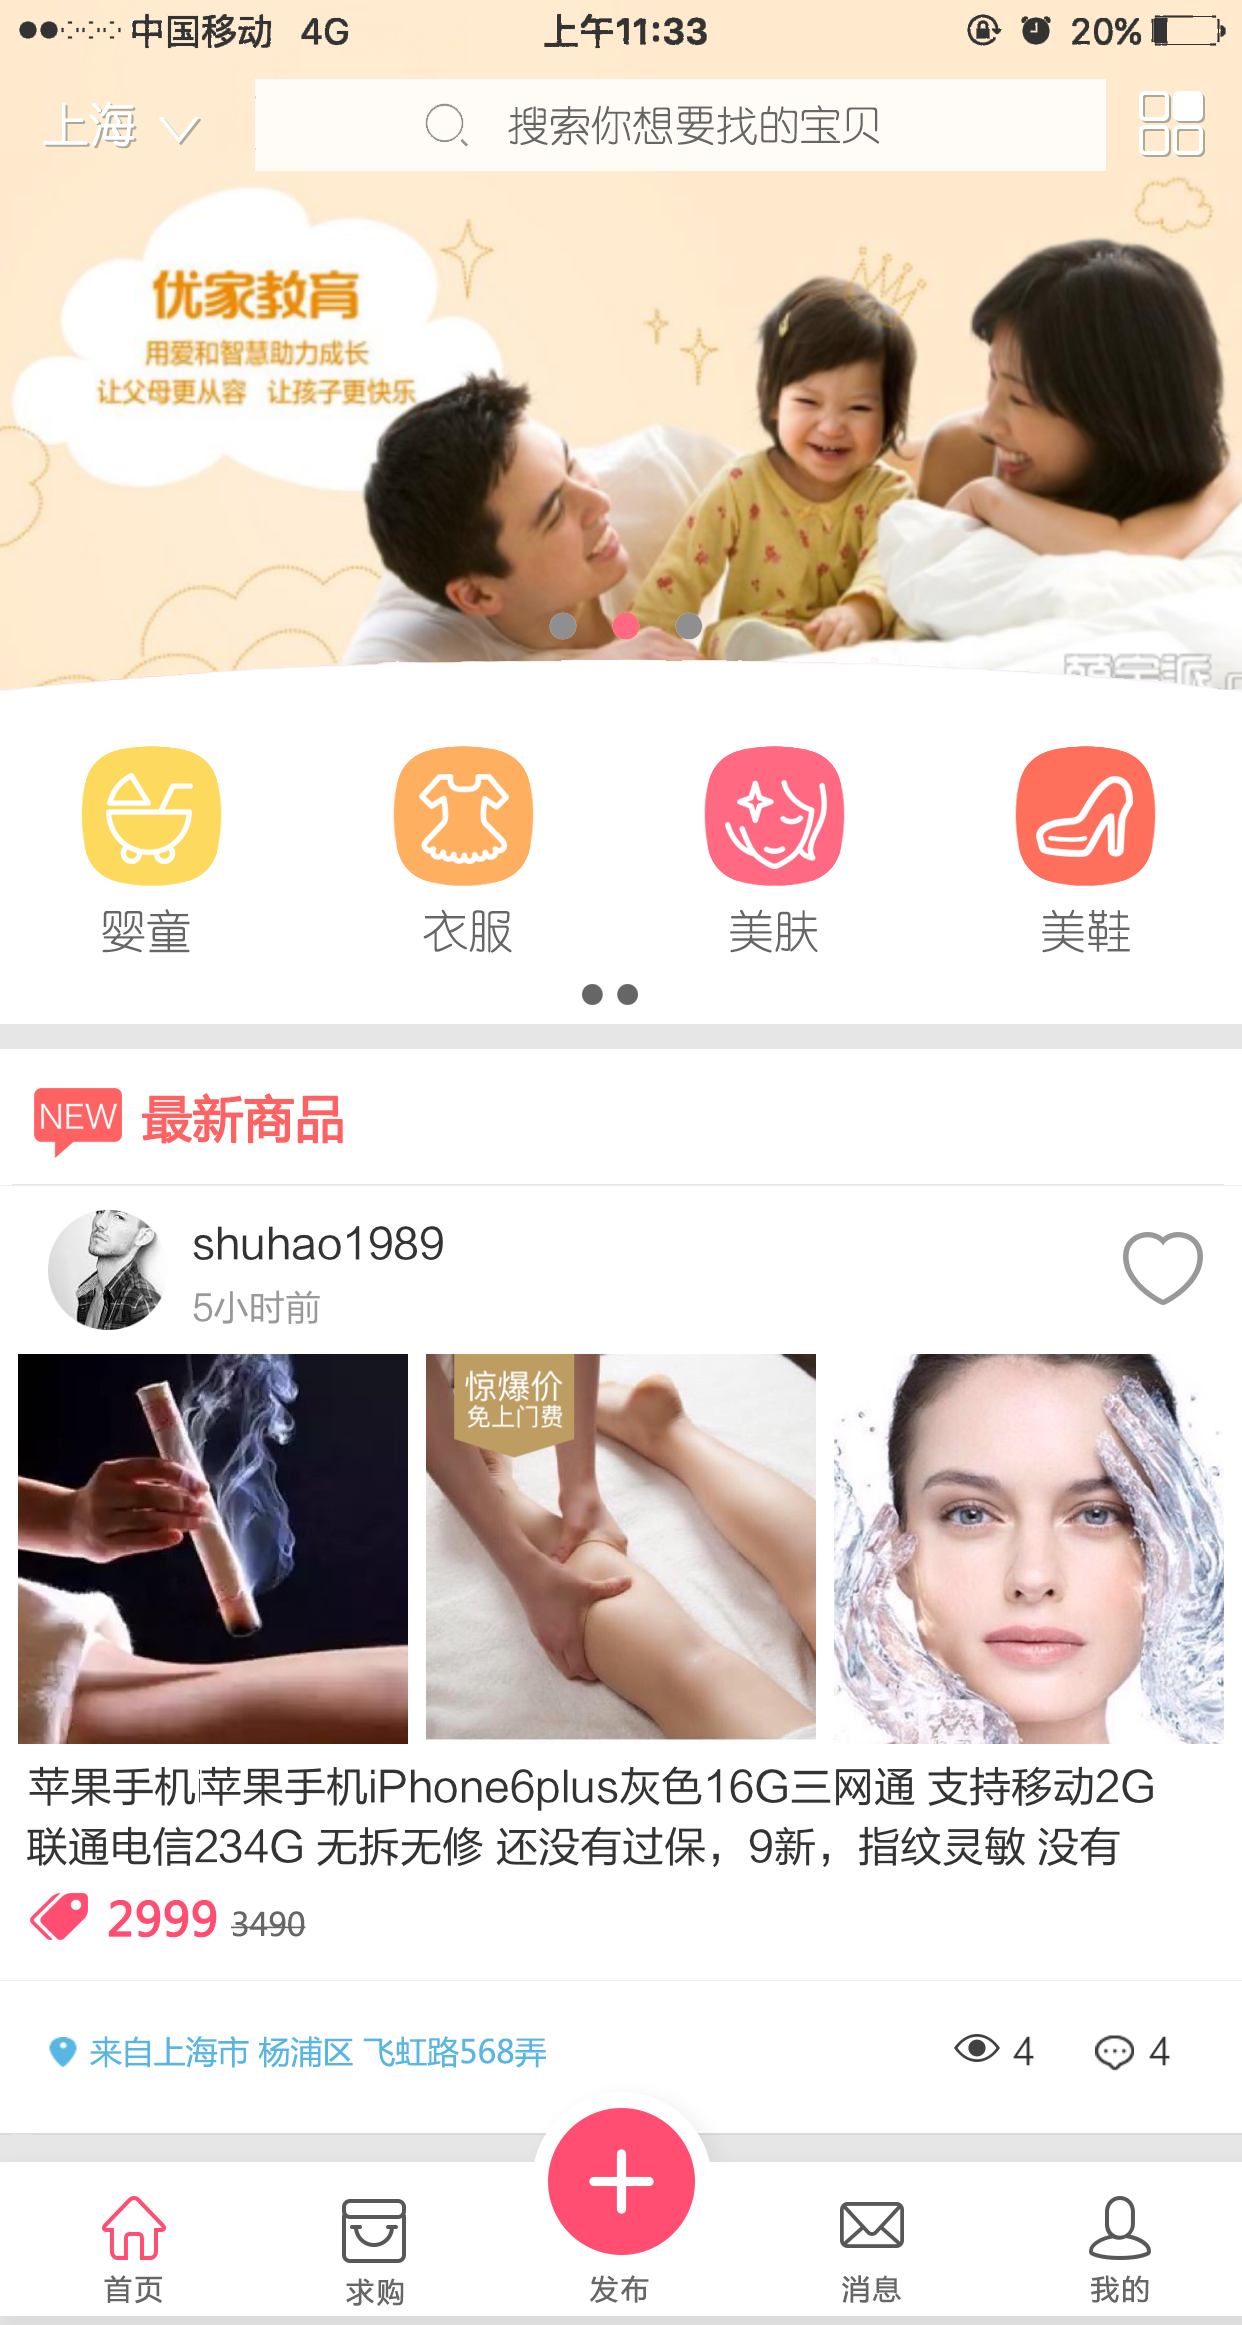 中国移动 4G 上午11:33 20%
上海 搜索你想要找的宝贝
优家教育
用爱和智慧助力成长
让父母更从容 让孩子更快乐
婴童 衣服 美肤 美鞋
NEW 最新商品
shuhao1989
5小时前
惊爆价
免上门费
苹果手机i苹果手机iPhone6plus灰色16G三网通 支持移动2G
联通电信234G 无拆无修 还没有过保，9新，指纹灵敏 没有
2999 3490
来自上海市 杨浦区 飞虹路568弄 4 4
首页 求购 发布 消息 我的